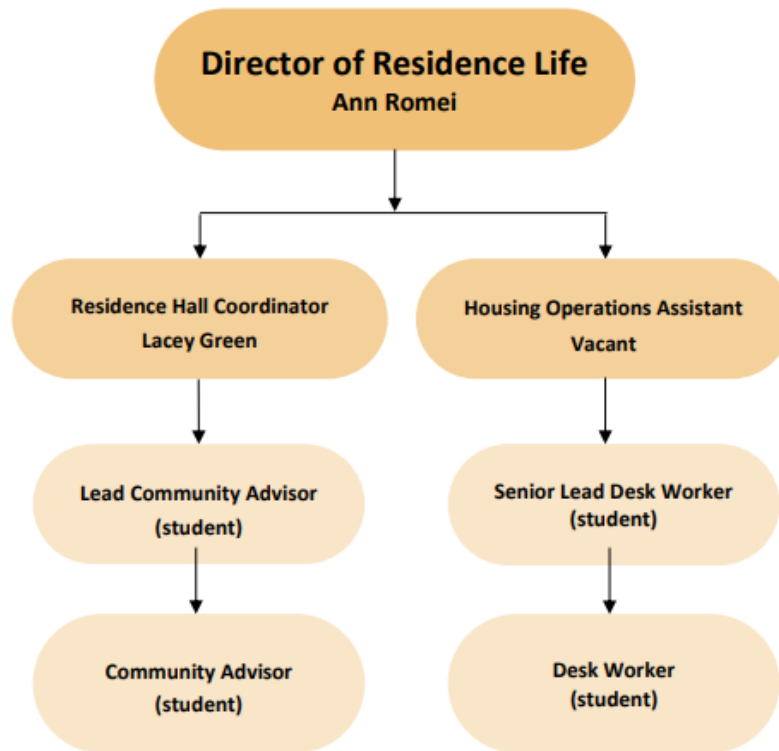 Director of Residence Life
Ann Romei
Residence Hall Coordinator
Lacey Green
Housing Operations Assistant
Vacant
Lead Community Advisor
(student)
Senior Lead Desk Worker
(student)
Community Advisor
(student)
Desk Worker
(student)